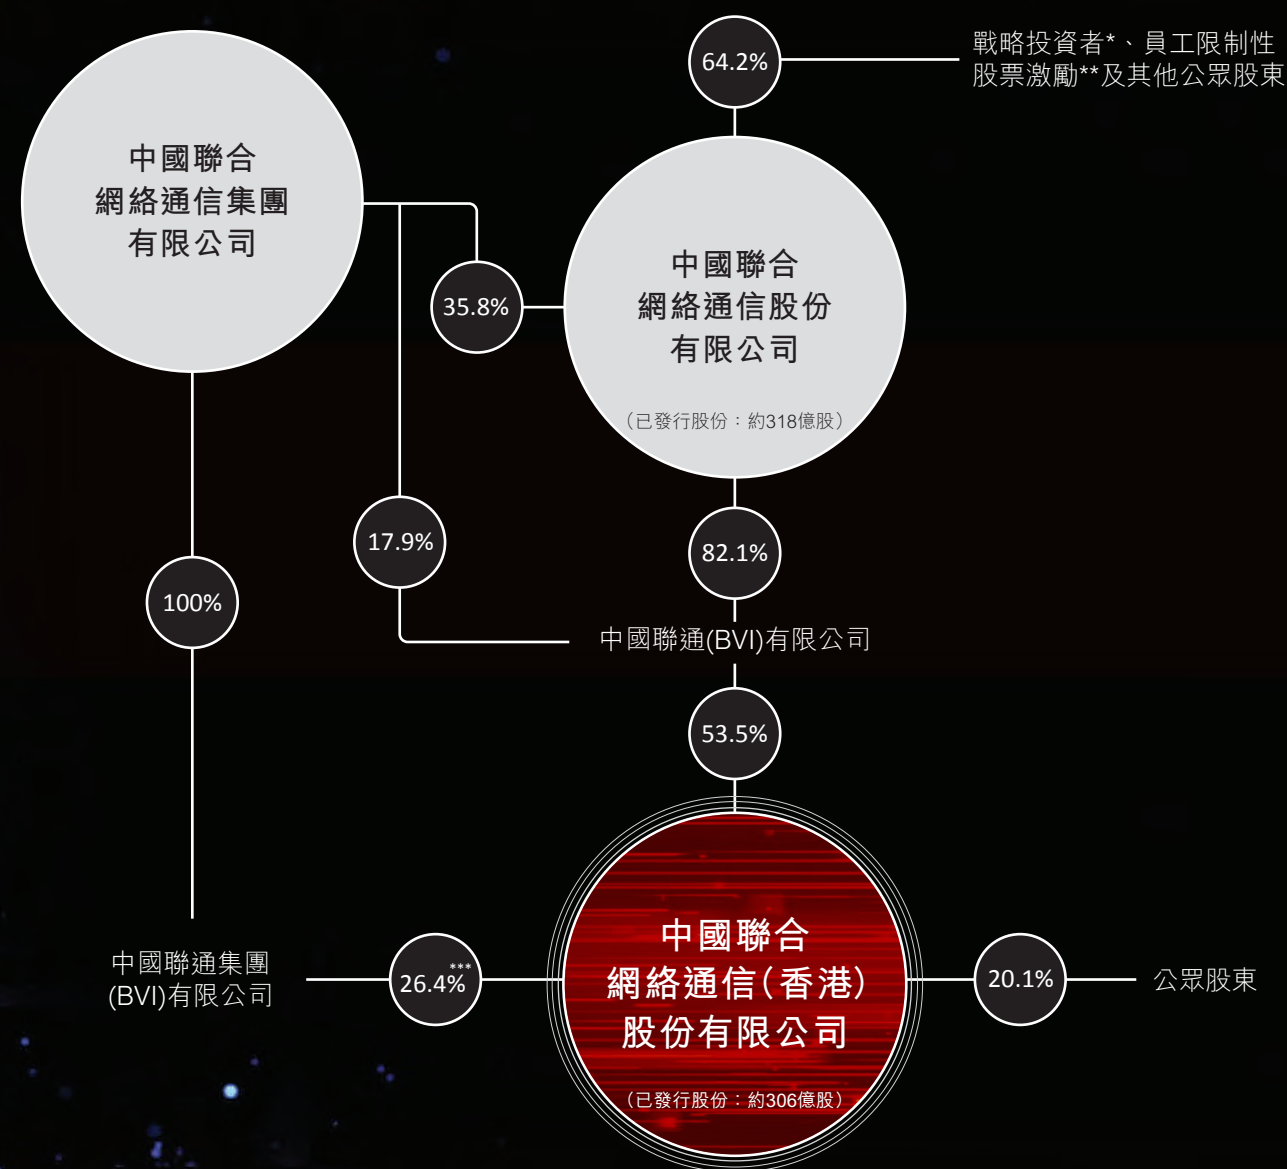 64.2%
戰略投資者*、員工限制性
股票激勵**及其他公眾股東
中國聯合
網絡通信集團
有限公司
35.8%
中國聯合
網絡通信股份
有限公司
（已發行股份：約318億股）
17.9%
82.1%
100%
中國聯通(BVI)有限公司
53.5%
中國聯通集團
(BVI)有限公司
26.4%***
中國聯合
網絡通信（香港）
股份有限公司
（已發行股份：約306億股）
20.1%
公眾股東